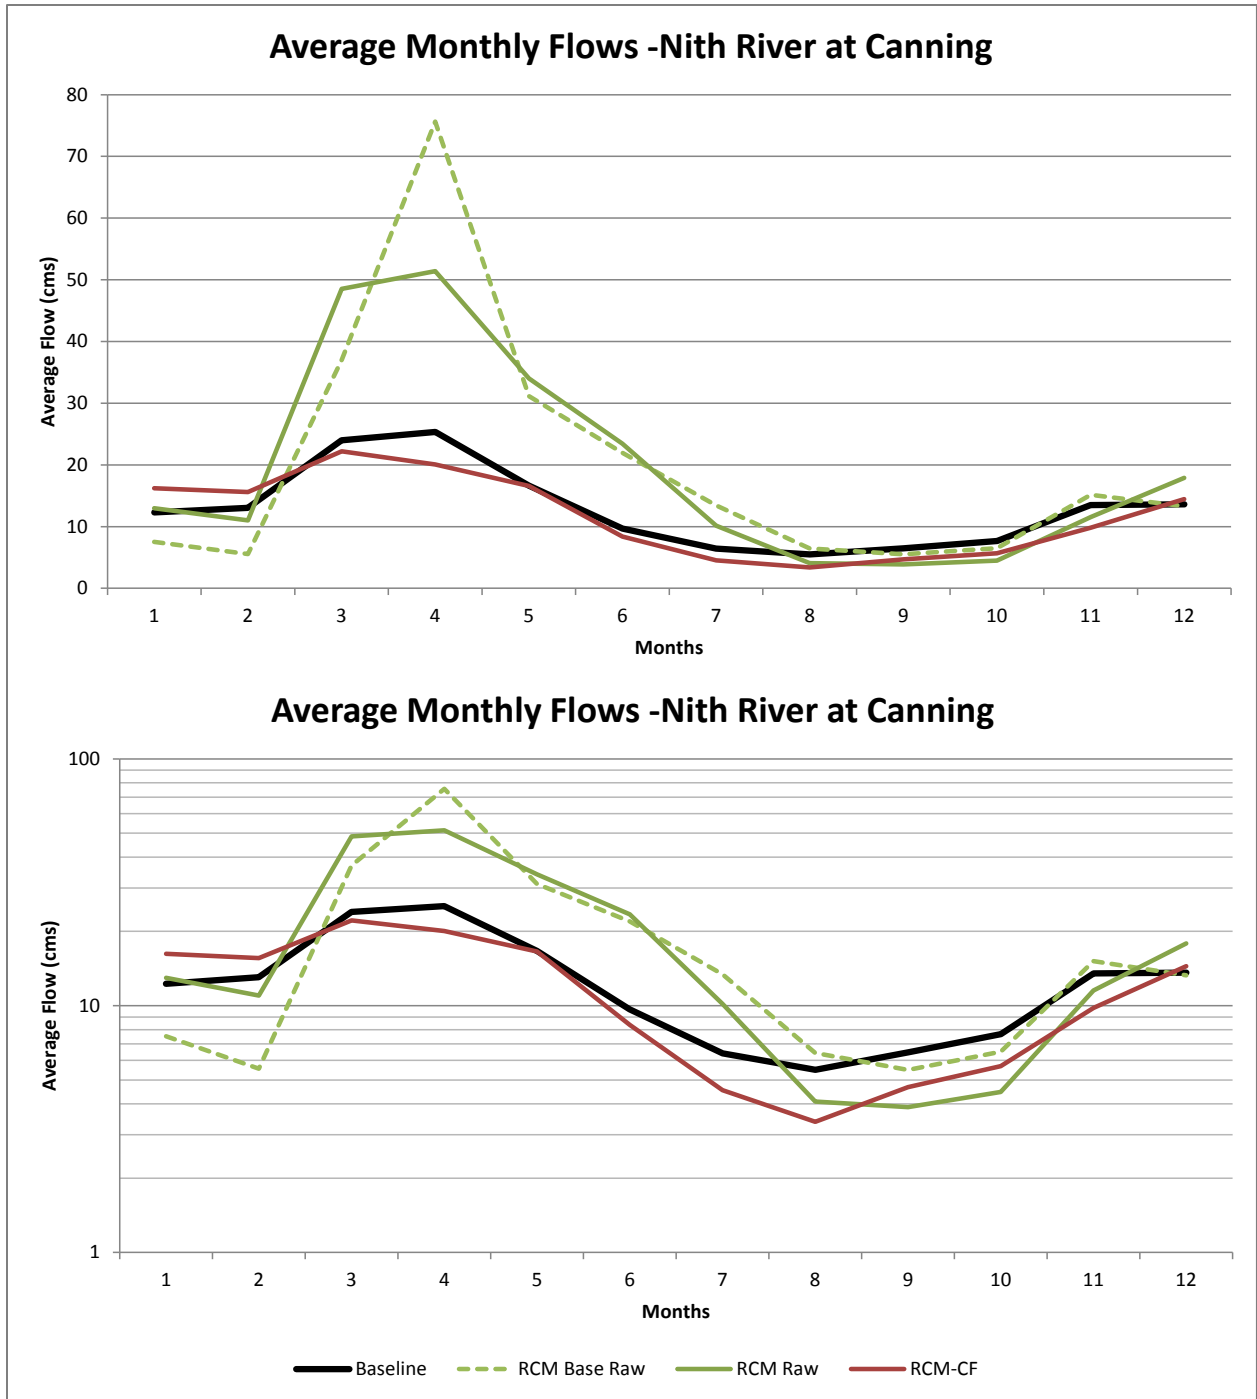 Average Monthly Flows -Nith River at Canning
80
70
60
50
40
30
20
10
0
Average Flow (cms)
1 2 3 4 5 6 7 8 9 10 11 12
Months
Average Monthly Flows -Nith River at Canning
100
10
1
Average Flow (cms)
1 2 3 4 5 6 7 8 9 10 11 12
Months
Baseline RCM Base Raw RCM Raw RCM-CF